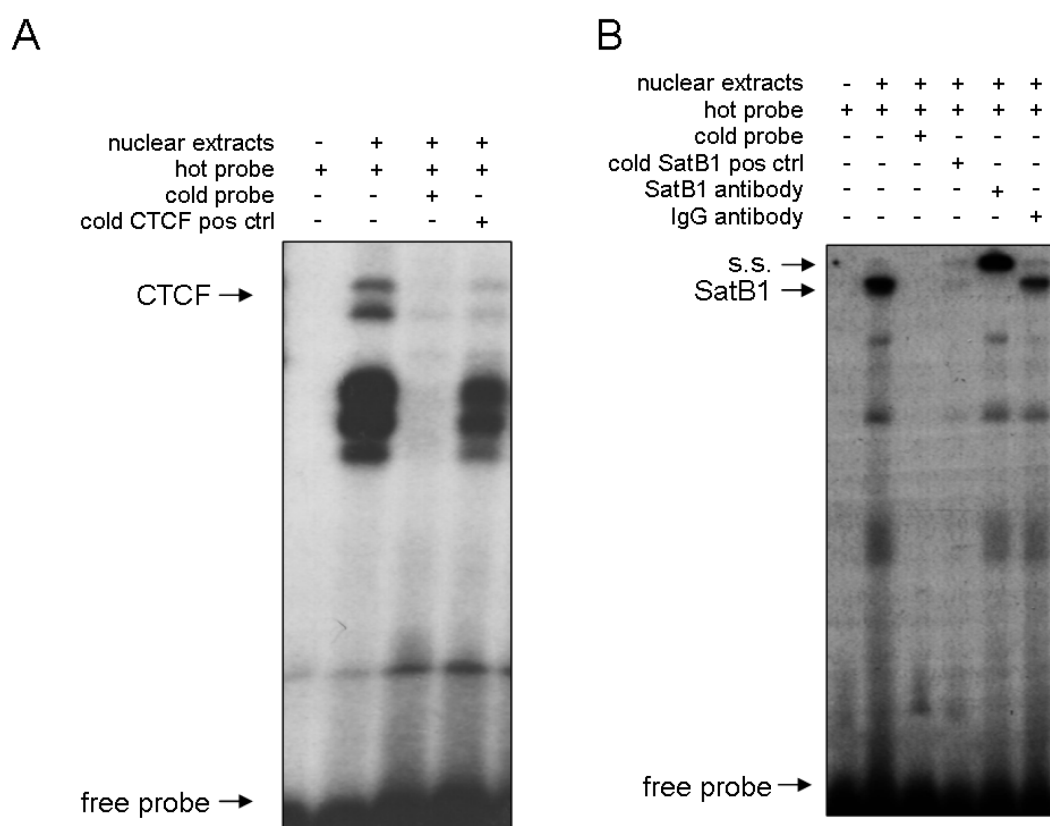 A
nuclear extracts - + + +
hot probe + + + +
cold probe - - + -
cold CTCF pos ctrl - - - +
CTCF
free probe
B
nuclear extracts - + + + + +
hot probe + + + + + +
cold probe - - + - - -
cold SatB1 pos ctrl - - - + - -
SatB1 antibody - - - - + -
IgG antibody - - - - - +
s.s.
SatB1
free probe